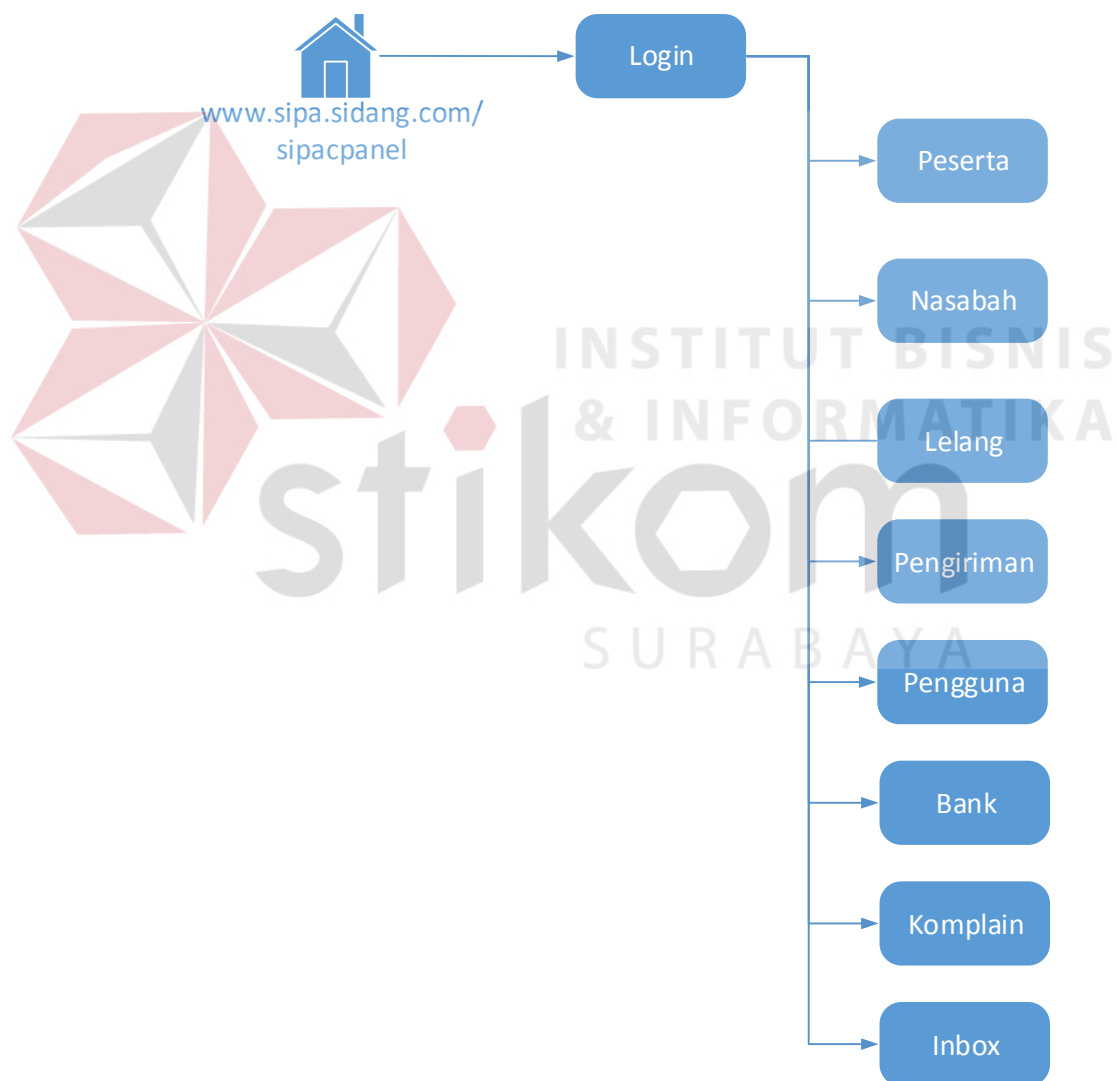 Login
www.sipa.sidang.com/
sipacpanel
Peserta
Nasabah
INSTITUT BISNIS
& INFORMATIKA
Lelang
stikom
Pengiriman
SURABAYA
Pengguna
Bank
Komplain
Inbox